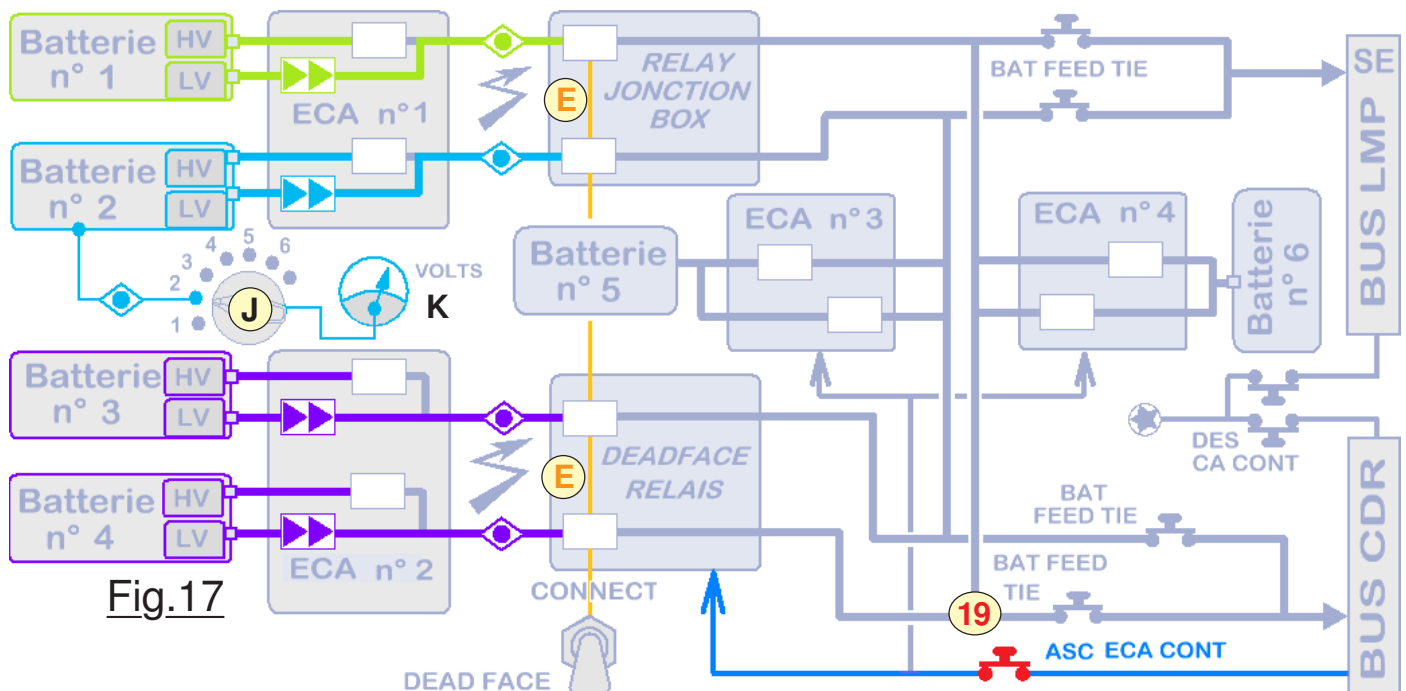 Batterie
n° 1
HV
LV
ECA n°1
E
RELAY
JONCTION
BOX
BAT FEED TIE
SE
BUS LMP
Batterie
n° 2
HV
LV
1
2
3
4
5
6
J
VOLTS
K
Batterie
n° 5
ECA n°3
ECA n°4
Batterie
n° 6
Batterie
n° 3
HV
LV
E
DEADFACE
RELAIS
DES
CA CONT
Batterie
n° 4
HV
LV
ECA n°2
BAT
FEED TIE
BAT FEED
TIE
BUS CDR
Fig.17
CONNECT
19
ASC ECA CONT
DEAD FACE